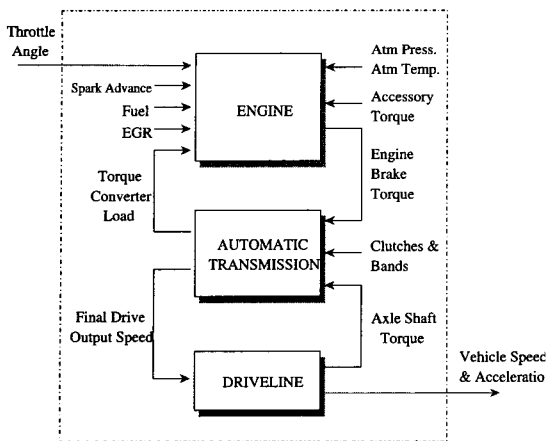 Throttle
Angle
Spark Advance
Fuel
EGR
ENGINE
Atm Press.
Atm Temp.
Accessory
Torque
Torque
Converter
Load
Engine
Brake
Torque
AUTOMATIC
TRANSMISSION
Clutches &
Bands
Final Drive
Output Speed
Axle Shaft
Torque
DRIVELINE
Vehicle Speed
& Acceleratio